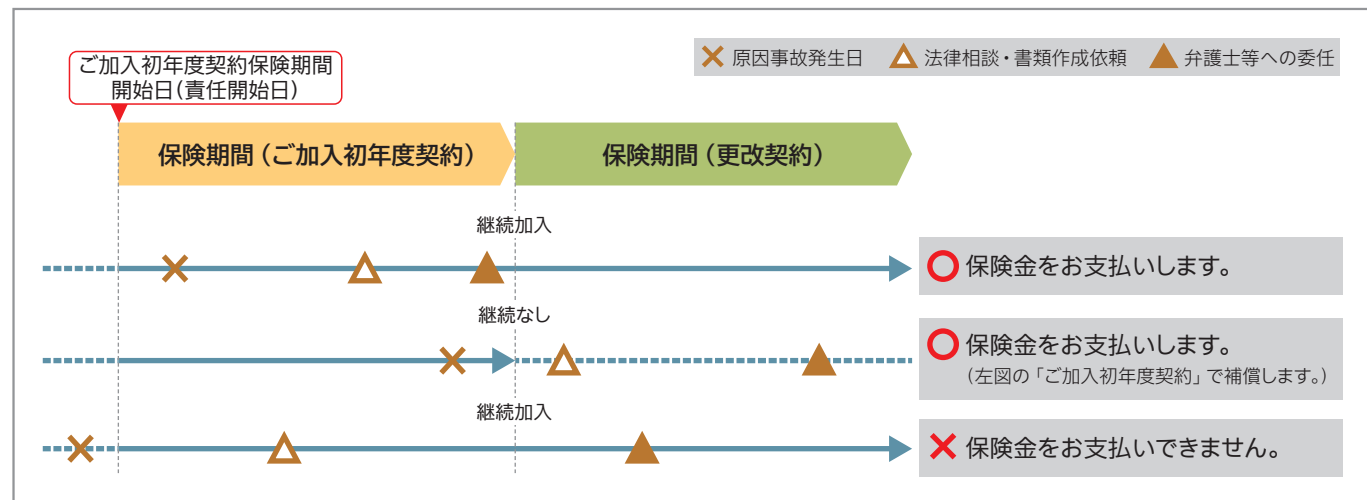 ご加入初年度契約保険期間
開始日(責任開始日)
原因事故発生日
法律相談・書類作成依頼
弁護士等への委任
保険期間(ご加入初年度契約)
保険期間(更改契約)
継続加入
保険金をお支払いします。
継続なし
保険金をお支払いします。
(左図の「ご加入初年度契約」で補償します。)
継続加入
保険金をお支払いできません。